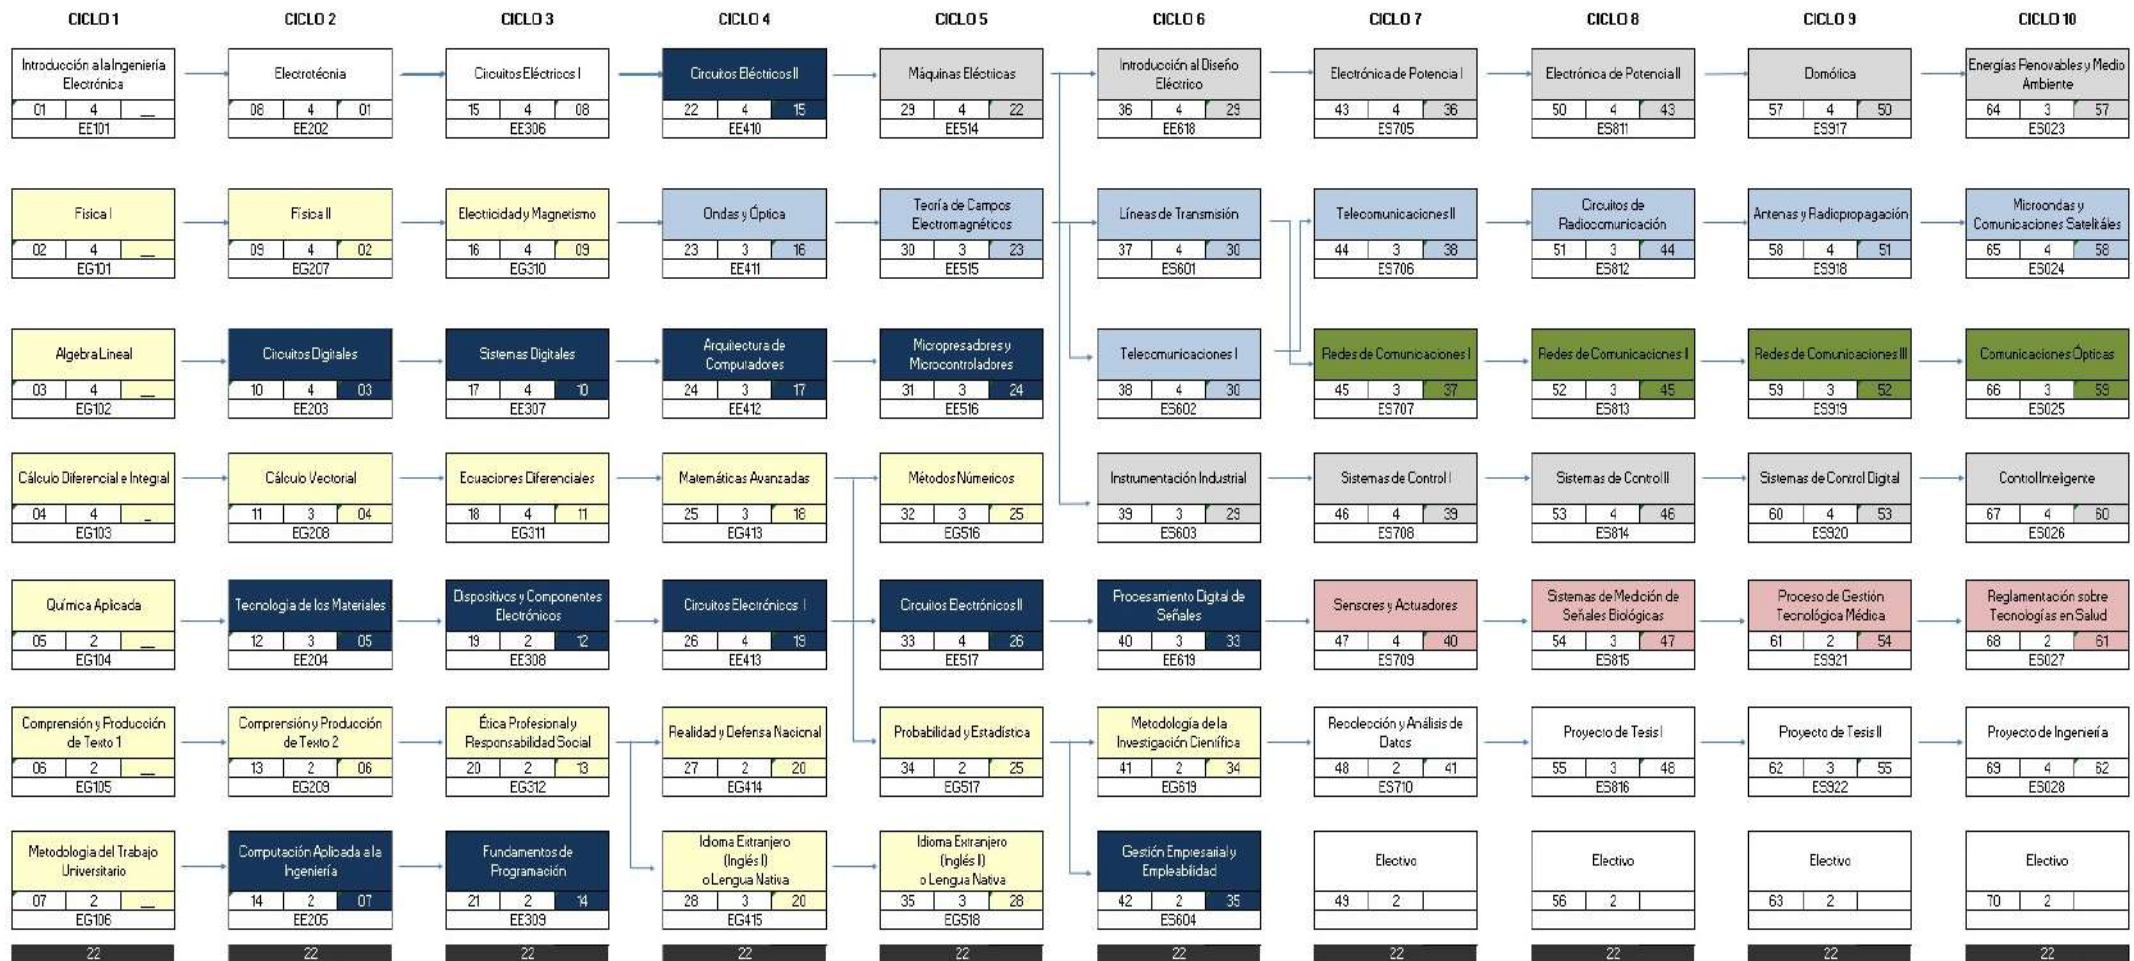 CICLO 1 CICLO 2 CICLO 3 CICLO 4 CICLO 5 CICLO 6 CICLO 7 CICLO 8 CICLO 9 CICLO 10
Introducción a la Ingeniería
Electrónica
01 4 __
EE101
Electrotécnia
08 4 01
EE202
Circuitos Eléctricos I
15 4 08
EE306
Circuitos Eléctricos II
22 4 15
EE410
Máquinas Eléctricas
29 4 22
EE514
Introducción al Diseño
Eléctrico
36 4 29
EE618
Electrónica de Potencia I
43 4 36
ES705
Electrónica de Potencia II
50 4 43
ES811
Domótica
57 4 50
ES917
Energías Renovables y Medio
Ambiente
64 3 57
ES023
Física I
02 4 __
EG101
Física II
09 4 02
EG207
Electricidad y Magnetismo
16 4 09
EG310
Ondas y Óptica
23 3 16
EE411
Teoría de Campos
Electromagnéticos
30 3 23
EE515
Líneas de Transmisión
37 4 30
ES601
Telecomunicaciones II
44 3 38
ES706
Circuitos de
Radiocomunicación
51 3 44
ES812
Antenas y Radiopropagación
58 4 51
ES918
Microondas y
Comunicaciones Satelitáles
65 4 58
ES024
Algebra Lineal
03 4 __
EG102
Circuitos Digitales
10 4 03
EE203
Sistemas Digitales
17 4 10
EE307
Arquitectura de
Computadores
24 3 17
EE412
Micropresadores y
Microcontroladores
31 3 24
EE516
Telecomunicaciones I
38 4 30
ES602
Redes de Comunicaciones I
45 3 37
ES707
Redes de Comunicaciones II
52 3 45
ES813
Redes de Comunicaciones III
59 3 52
ES919
Comunicaciones Ópticas
66 3 59
ES025
Cálculo Diferencial e Integral
04 4 _
EG103
Cálculo Vectorial
11 3 04
EG208
Ecuaciones Diferenciales
18 4 11
EG311
Matemáticas Avanzadas
25 3 18
EG413
Métodos Númericos
32 3 25
EG516
Instrumentación Industrial
39 3 29
ES603
Sistemas de Control I
46 4 39
ES708
Sistemas de Control II
53 4 46
ES814
Sistemas de Control Digital
60 4 53
ES920
Control Inteligente
67 4 60
ES026
Química Aplicada
05 2 __
EG104
Tecnología de los Materiales
12 3 05
EE204
Dispositivos y Componentes
Electrónicos
19 2 12
EE308
Circuitos Electrónicos I
26 4 19
EE413
Circuitos Electrónicos II
33 4 26
EE517
Procesamiento Digital de
Señales
40 3 33
EE619
Sensores y Actuadores
47 4 40
ES709
Sistemas de Medición de
Señales Biológicas
54 3 47
ES815
Proceso de Gestión
Tecnológica Médica
61 2 54
ES921
Reglamentación sobre
Tecnologías en Salud
68 2 61
ES027
Comprensión y Producción
de Texto 1
06 2 __
EG105
Comprensión y Producción
de Texto 2
13 2 06
EG209
Ética Profesional y
Responsabilidad Social
20 2 13
EG312
Realidad y Defensa Nacional
27 2 20
EG414
Probabilidad y Estadística
34 2 25
EG517
Metodología de la
Investigación Científica
41 2 34
EG619
Recolección y Análisis de
Datos
48 2 41
ES710
Proyecto de Tesis I
55 3 48
ES816
Proyecto de Tesis II
62 3 55
ES922
Proyecto de Ingeniería
69 4 62
ES028
Metodología del Trabajo
Universitario
07 2 __
EG106
Computación Aplicada a la
Ingeniería
14 2 07
EE205
Fundamentos de
Programación
21 2 14
EE309
Idioma Extranjero
(Inglés I)
o Lengua Nativa
28 3 20
EG415
Idioma Extranjero
(Inglés II)
o Lengua Nativa
35 3 28
EG518
Gestión Empresarial y
Empleabilidad
42 2 35
ES604
Electivo
49 2
Electivo
56 2
Electivo
63 2
Electivo
70 2
22 22 22 22 22 22 22 22 22 22